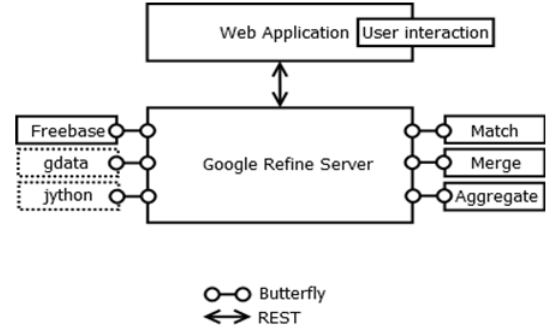 Web Application
User interaction
Freebase
gdata
jython
Google Refine Server
Match
Merge
Aggregate
Butterfly
REST